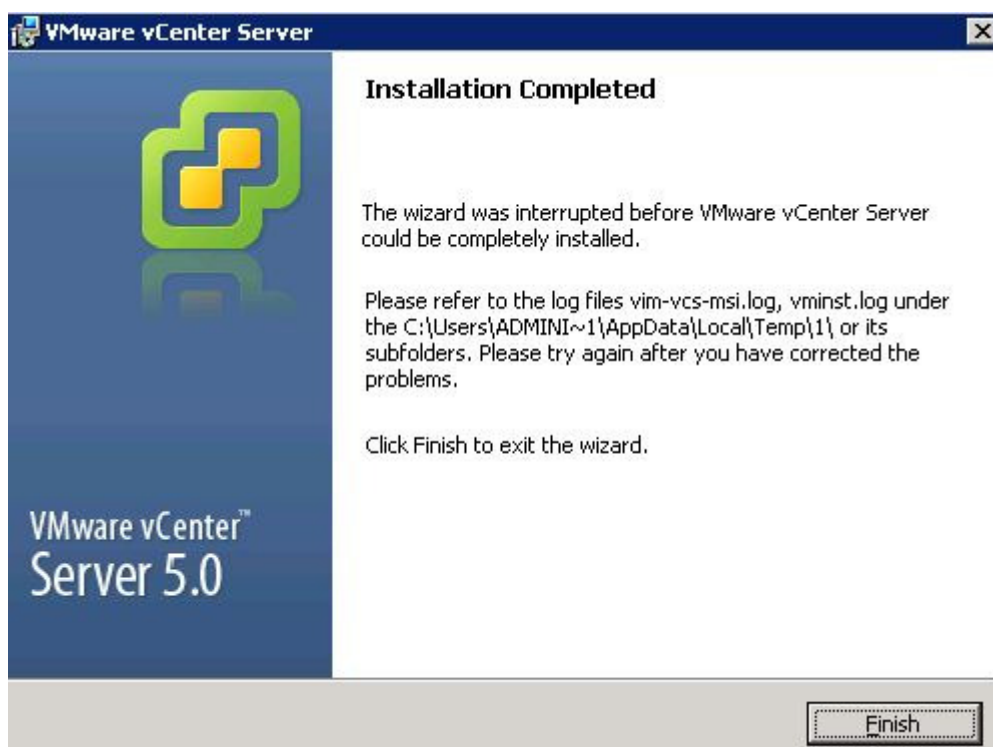 VMware vCenter Server
Installation Completed
The wizard was interrupted before VMware vCenter Server
could be completely installed.
Please refer to the log files vim-vcs-msi.log, vminst.log under
the C:\Users\ADMINI~1\AppData\Local\Temp\1\ or its
subfolders. Please try again after you have corrected the
problems.
Click Finish to exit the wizard.
VMware vCenter™
Server 5.0
Finish